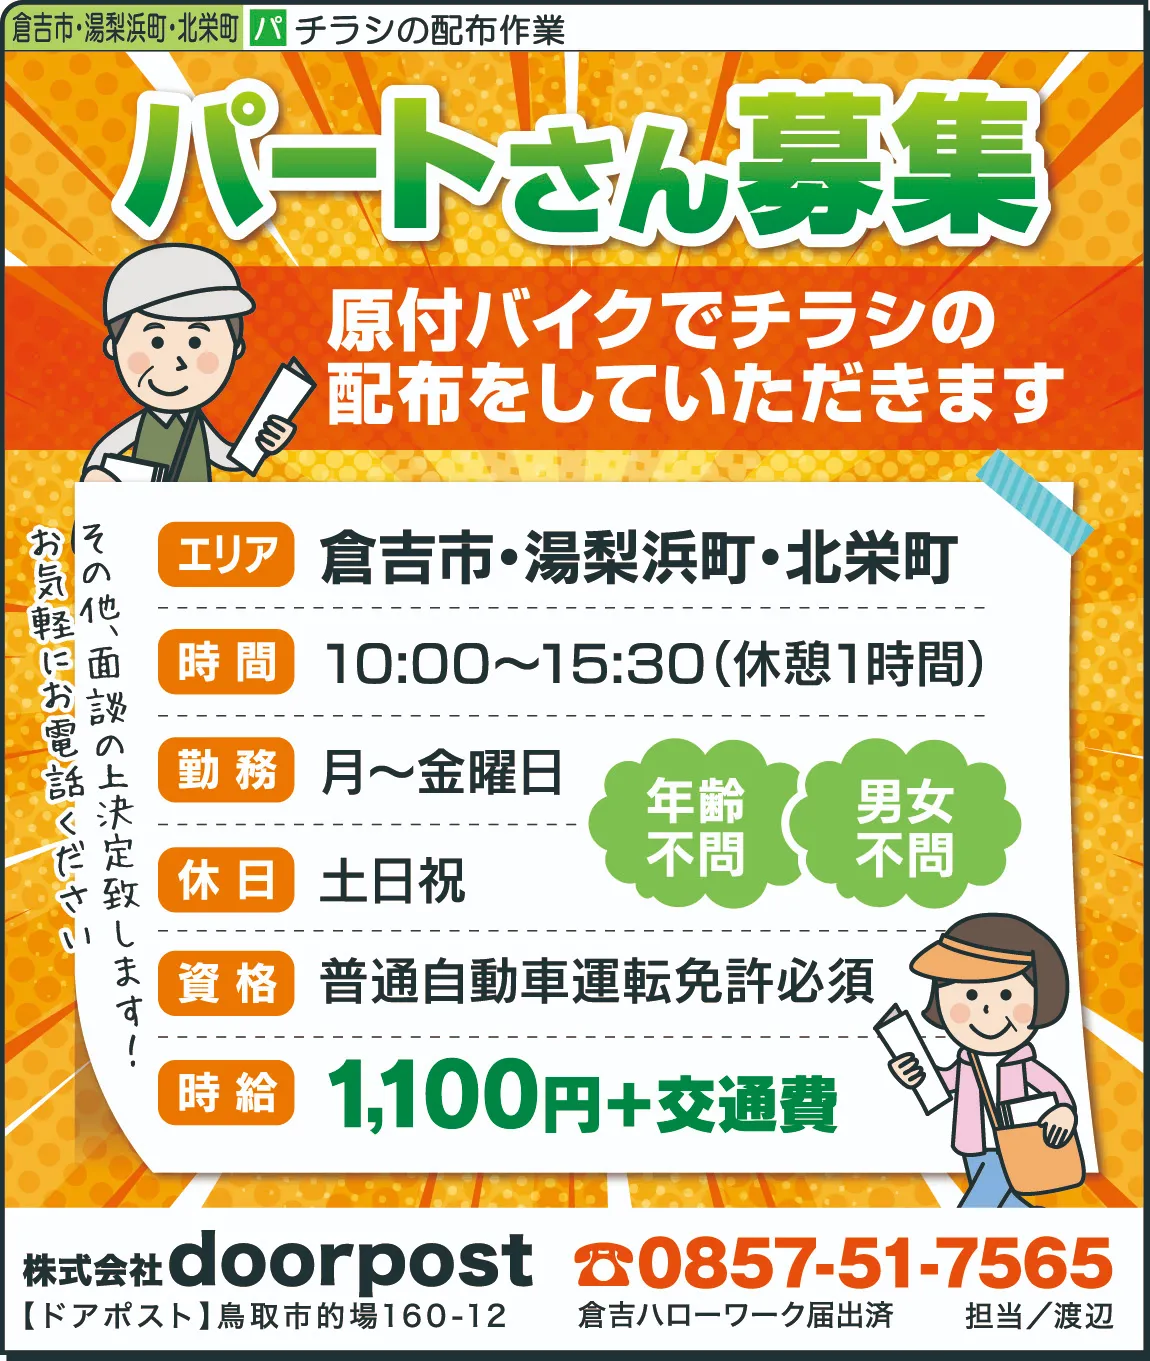 倉吉市・湯梨浜町・北栄町 パ チラシの配布作業
パートさん募集
原付バイクでチラシの
配布をしていただきます
エリア 倉吉市・湯梨浜町・北栄町
時間 10:00〜15:30（休憩1時間）
勤務 月〜金曜日
年齢
不問
男女
不問
休日 土日祝
資格 普通自動車運転免許必須
時給 1,100円＋交通費
その他、面談の上決定致します！
お気軽にお電話ください
株式会社doorpost
【ドアポスト】鳥取市的場160-12
☎0857-51-7565
倉吉ハローワーク届出済 担当／渡辺